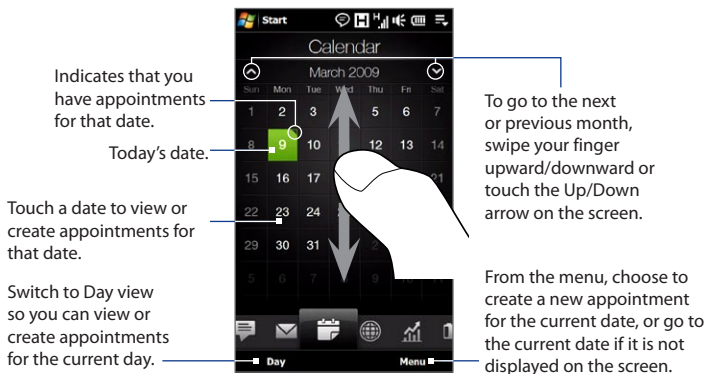 Start
H
H
Calendar
March 2009
Sun Mon Tue Wed Thu Fri Sat
1 2 3 5 6 7
8 9 10 12 13 14
15 16 17 21
22 23 24
29 30 31
5 6 7 9
Day Menu
Indicates that you
have appointments
for that date.
Today's date.
Touch a date to view or
create appointments for
that date.
Switch to Day view
so you can view or
create appointments
for the current day.
To go to the next
or previous month,
swipe your finger
upward/downward or
touch the Up/Down
arrow on the screen.
From the menu, choose to
create a new appointment
for the current date, or go to
the current date if it is not
displayed on the screen.